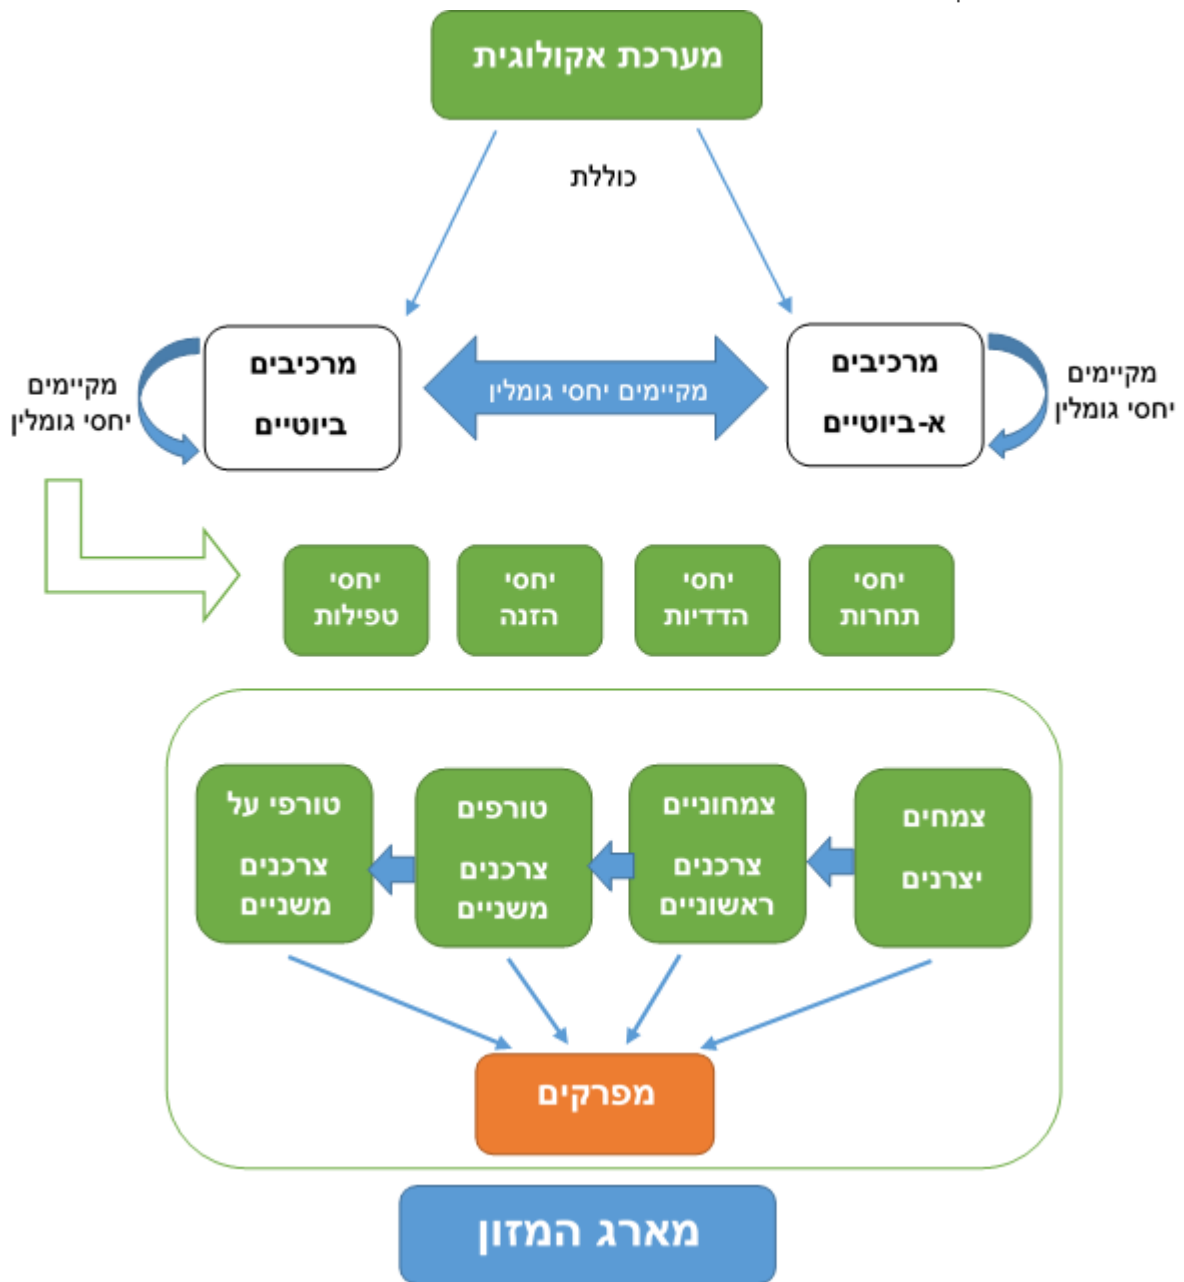 מערכת אקולוגית
כוללת
מרכיבים
א-ביוטיים
מקיימים
יחסי גומלין
מקיימים יחסי גומלין
מרכיבים
ביוטיים
מקיימים
יחסי גומלין
יחסי
תחרות
יחסי
הדדיות
יחסי
הזנה
יחסי
טפילות
צמחים
יצרנים
צמחוניים
צרכנים
ראשוניים
טורפים
צרכנים
משניים
טורפי על
צרכנים
משניים
מפרקים
מארג המזון